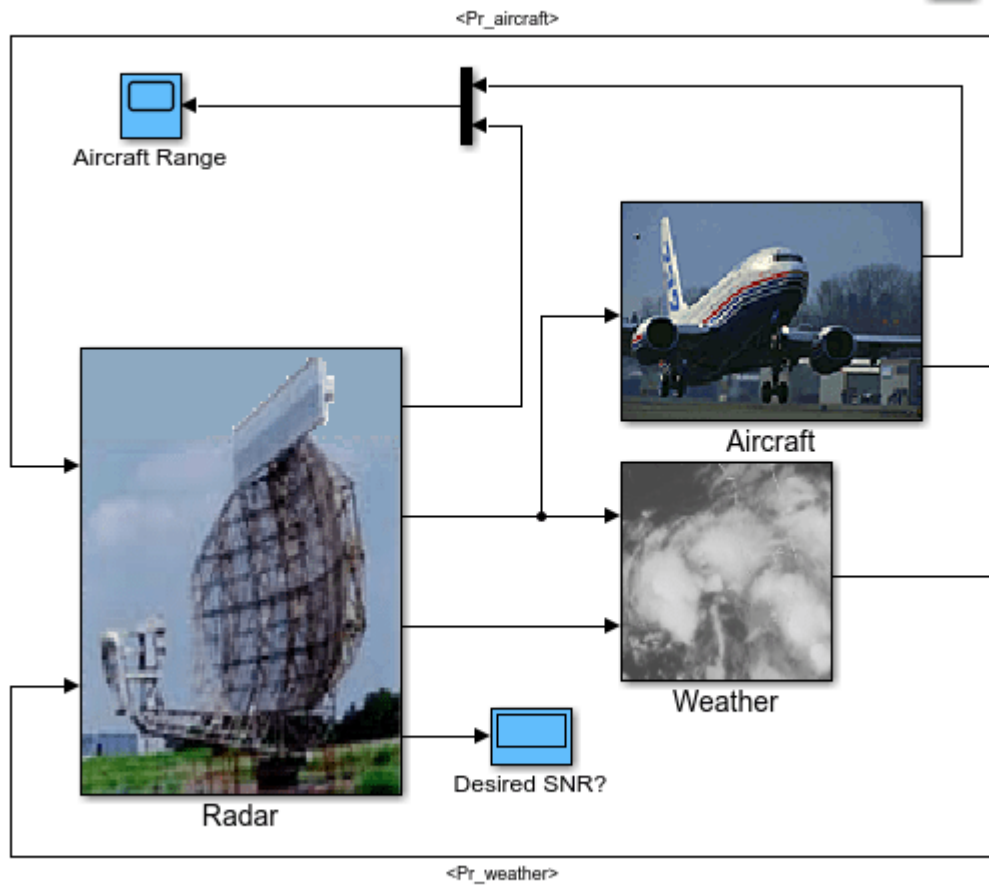 <Pr_aircraft>
Aircraft Range
Aircraft
Weather
Desired SNR?
Radar
<Pr_weather>